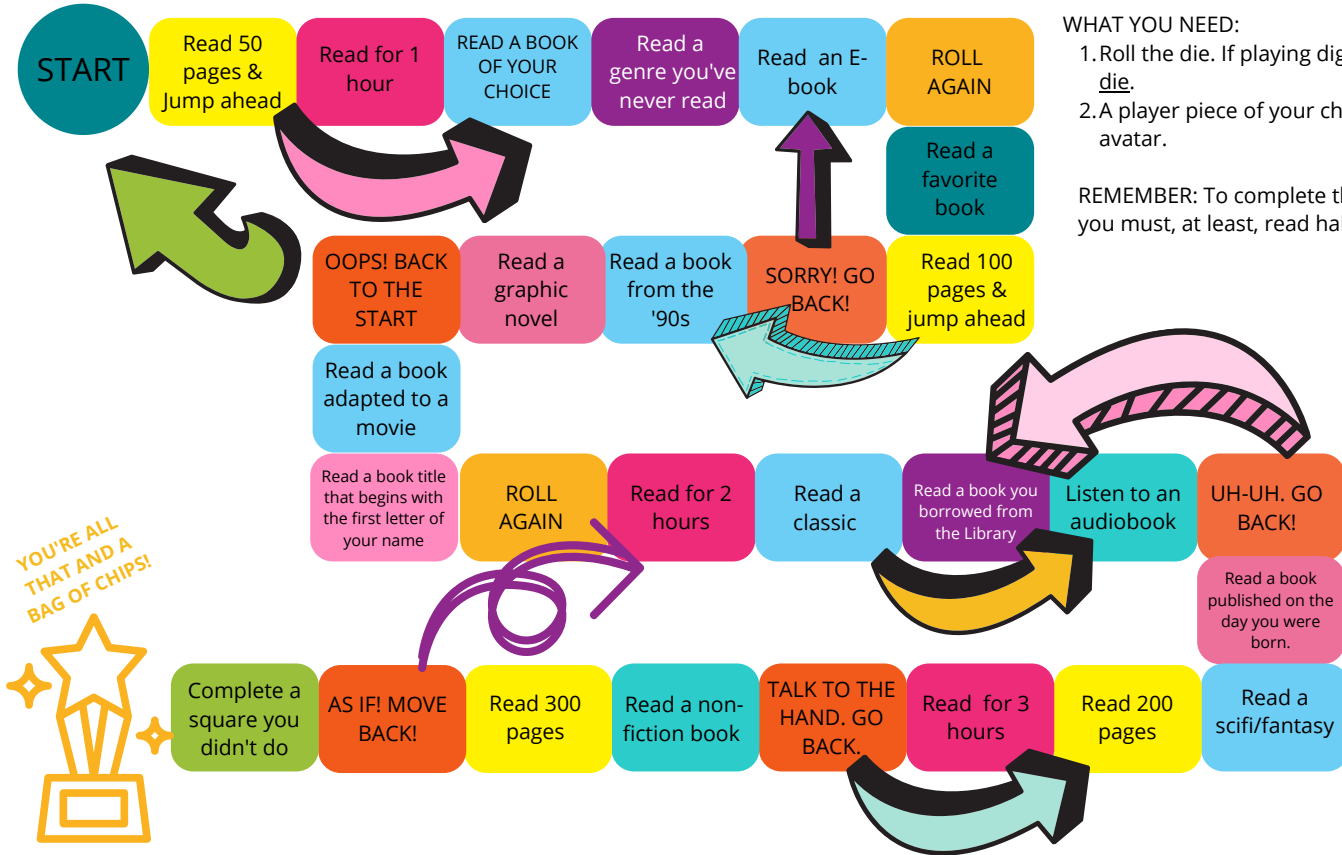 START
Read 50
pages &
Jump ahead
Read for 1
hour
READ A BOOK
OF YOUR
CHOICE
Read a
genre you've
never read
Read an E-
book
ROLL
AGAIN
WHAT YOU NEED:
1. Roll the die. If playing
die.
2. A player piece of your
avatar.
REMEMBER: To complete
you must, at least, read
Read a
favorite
book
OOPS! BACK
TO THE
START
Read a
graphic
novel
Read a book
from the
'90s
SORRY! GO
BACK!
Read 100
pages &
jump ahead
Read a book
adapted to a
movie
Read a book title
that begins with
the first letter of
your name
ROLL
AGAIN
Read for 2
hours
Read a
classic
Read a book you
borrowed from
the Library
Listen to an
audiobook
UH-UH. GO
BACK!
Read a book
published on the
day you were
born.
YOU'RE ALL
THAT AND A
BAG OF CHIPS!
Complete a
square you
didn't do
AS IF! MOVE
BACK!
Read 300
pages
Read a non-
fiction book
TALK TO THE
HAND. GO
BACK.
Read for 3
hours
Read 200
pages
Read a
scifi/fantasy